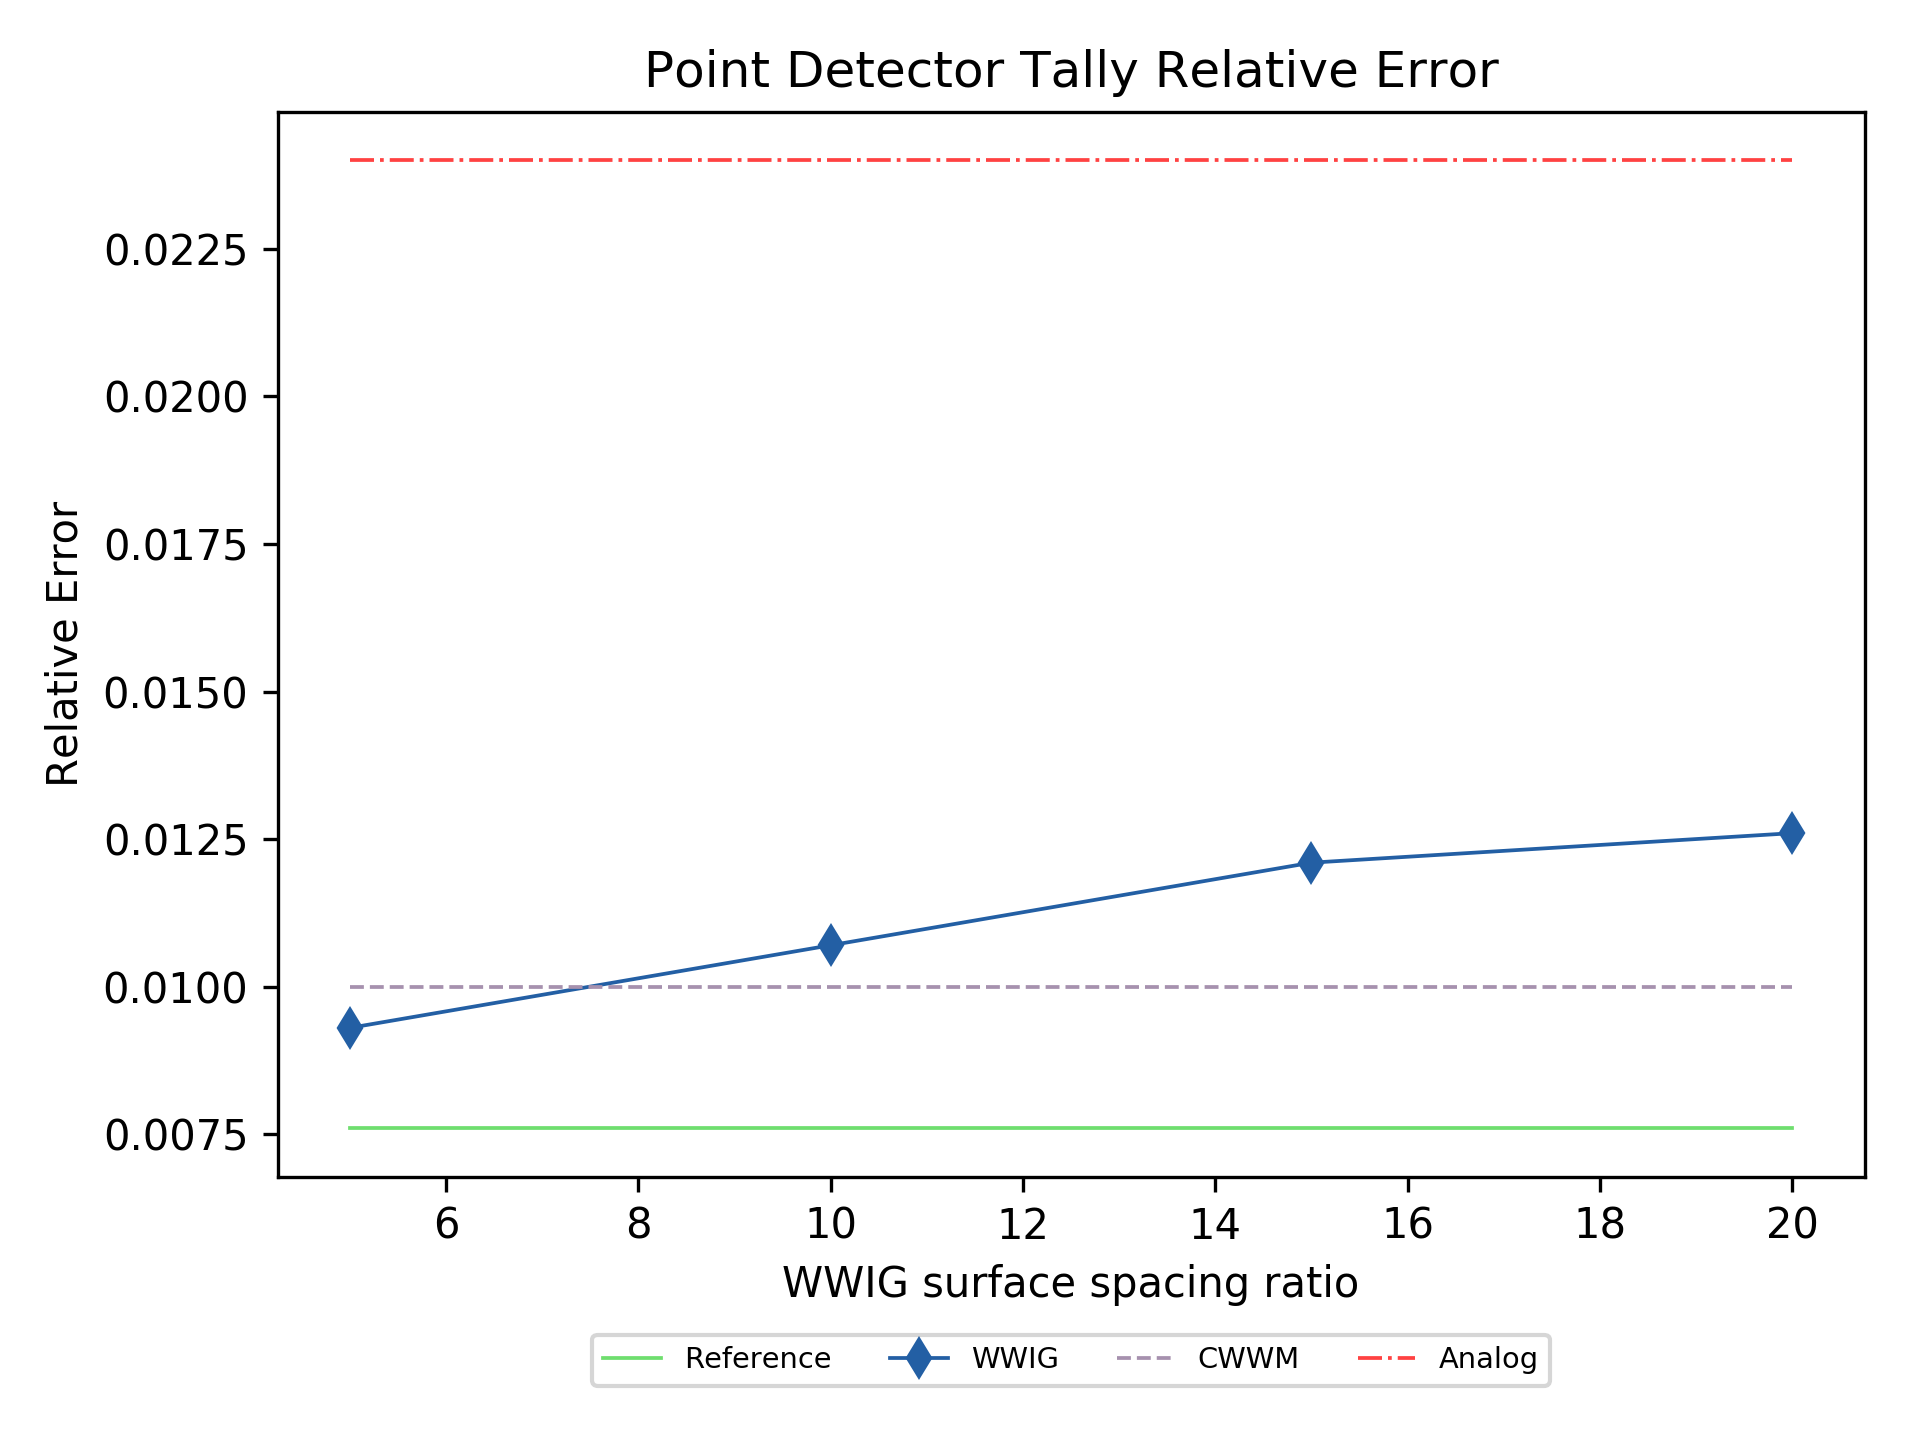 Point Detector Tally Relative Error
Relative Error
0.0225
0.0200
0.0175
0.0150
0.0125
0.0100
0.0075
6 8 10 12 14 16 18 20
WWIG surface spacing ratio
Reference WWIG CWWM Analog